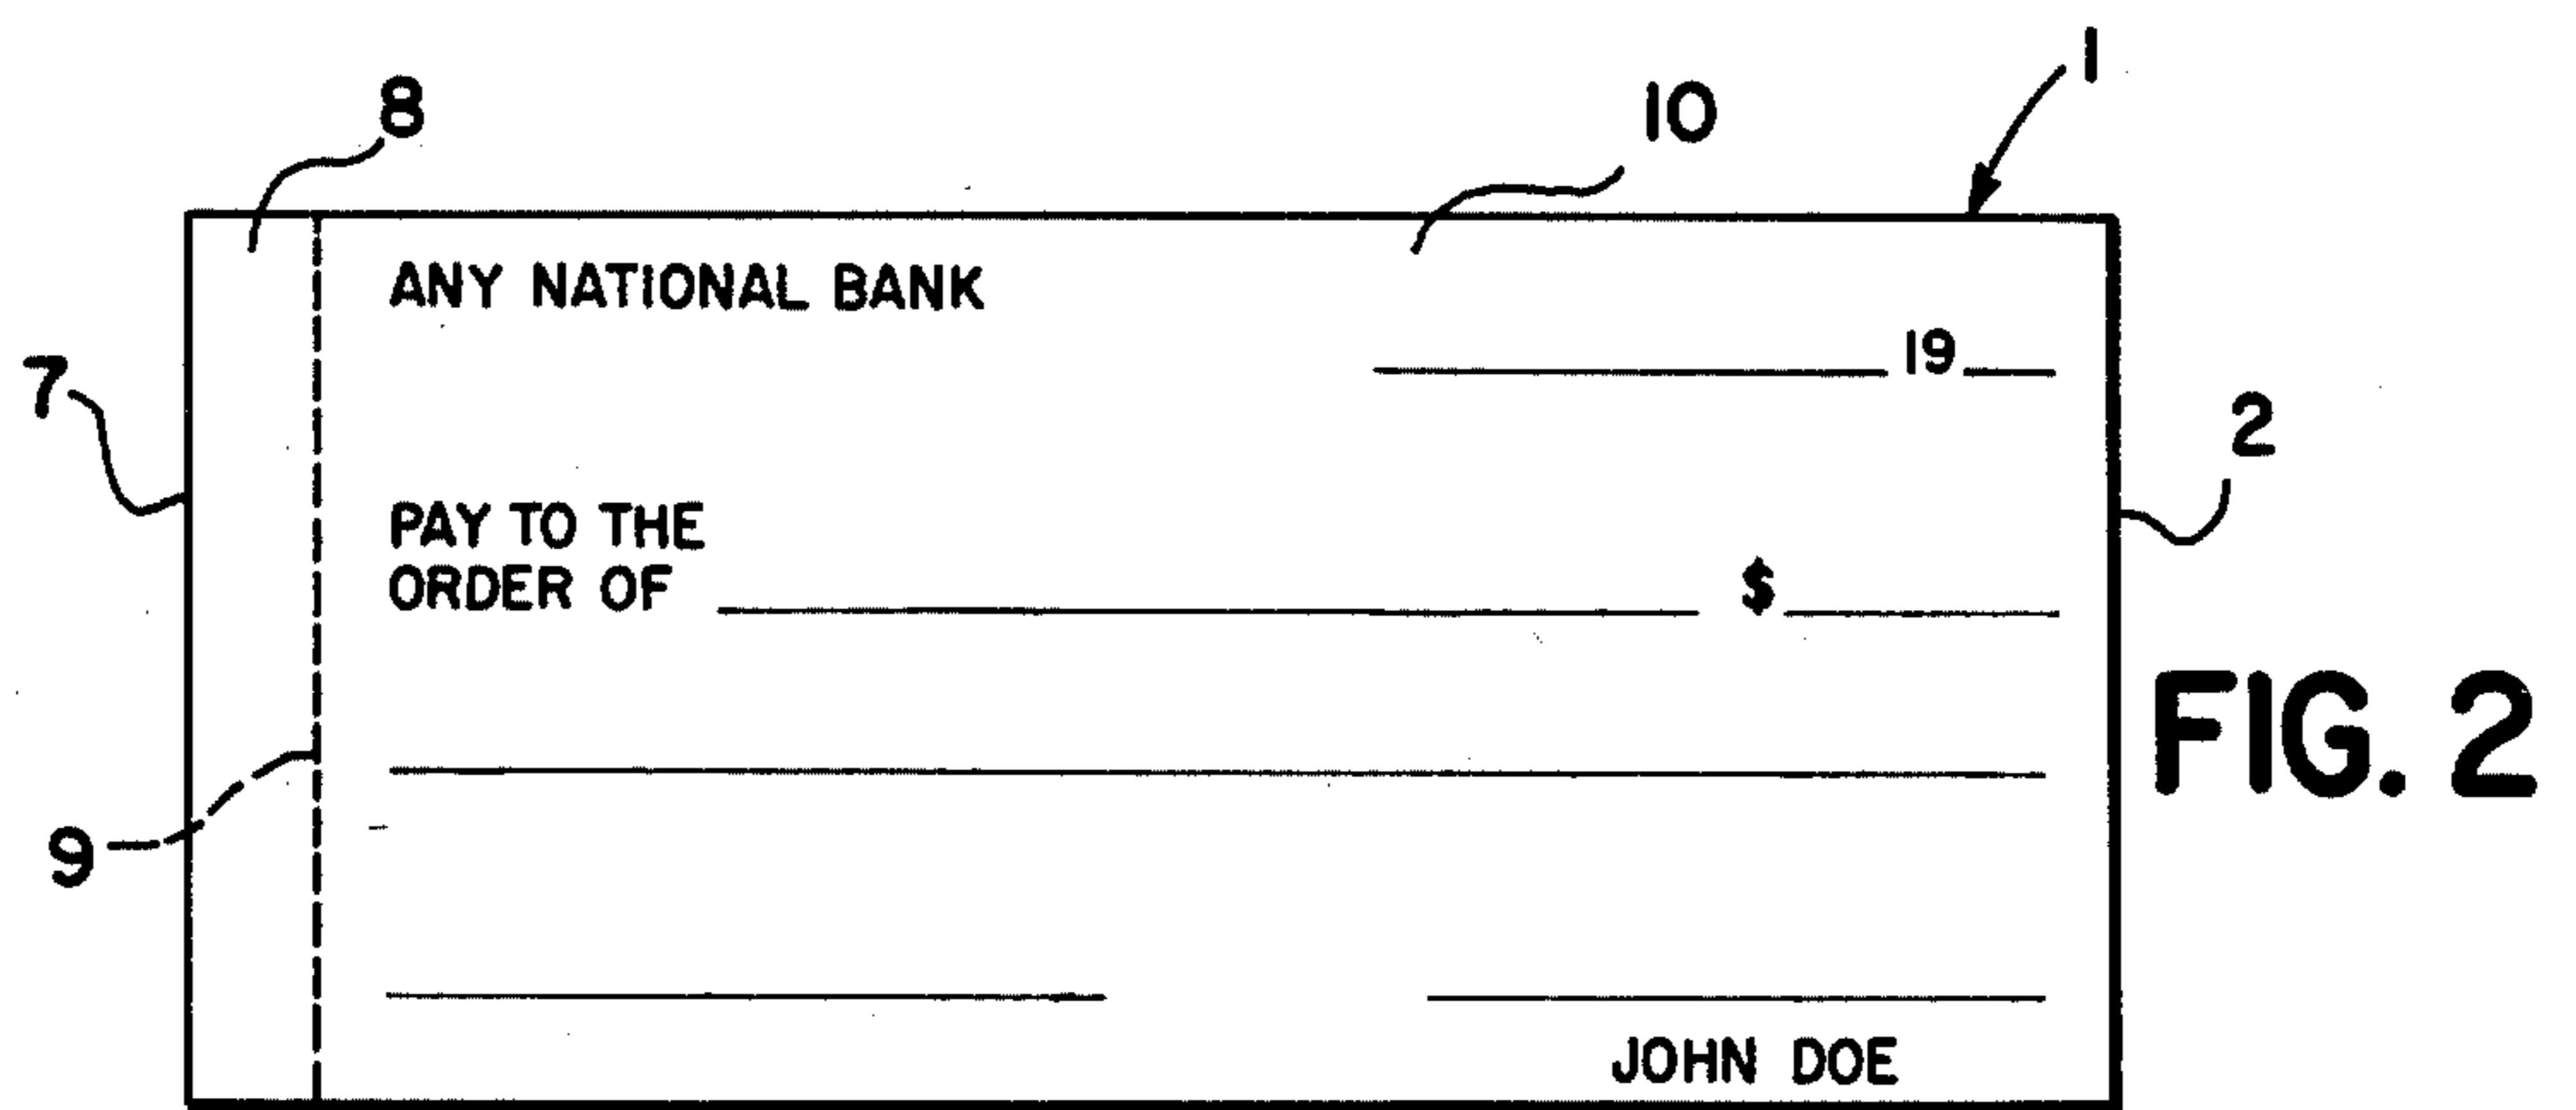 1
8
10
ANY NATIONAL BANK
19
7
2
PAY TO THE
ORDER OF $
FIG. 2
9
JOHN DOE